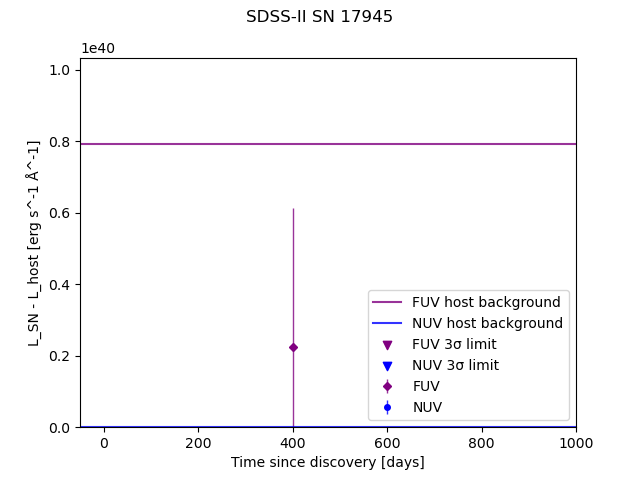 SDSS-II SN 17945
1e40
1.0
0.8
0.6
0.4
0.2
0.0
L_SN - L_host [erg s^-1 Å^-1]
FUV host background
NUV host background
FUV 3σ limit
NUV 3σ limit
FUV
NUV
0 200 400 600 800 1000
Time since discovery [days]